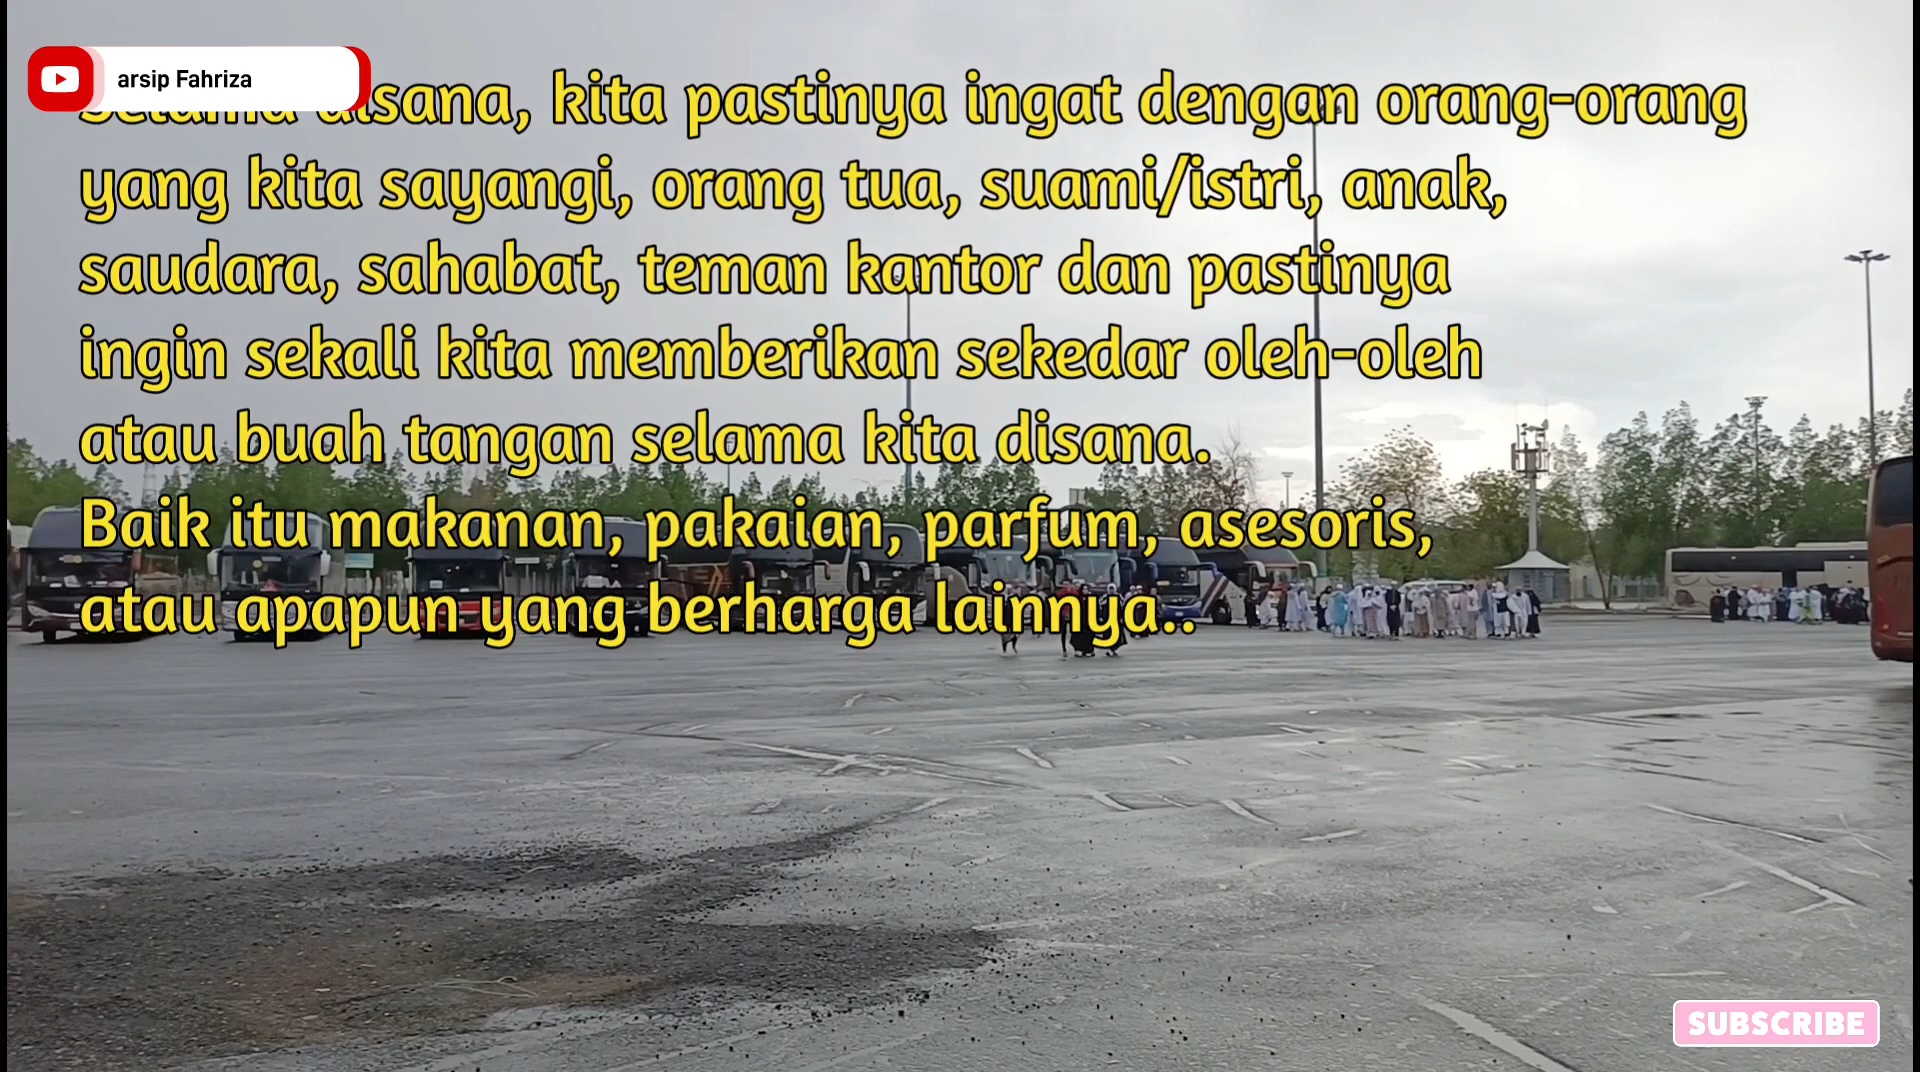 arsip Fahriza
disana, kita pastinya ingat dengan orang-orang
yang kita sayangi, orang tua, suami/istri, anak,
saudara, sahabat, teman kantor dan pastinya
ingin sekali kita memberikan sekedar oleh-oleh
atau buah tangan selama kita disana.
Baik itu makanan, pakaian, parfum, asesoris,
atau apapun yang berharga lainnya..
SUBSCRIBE